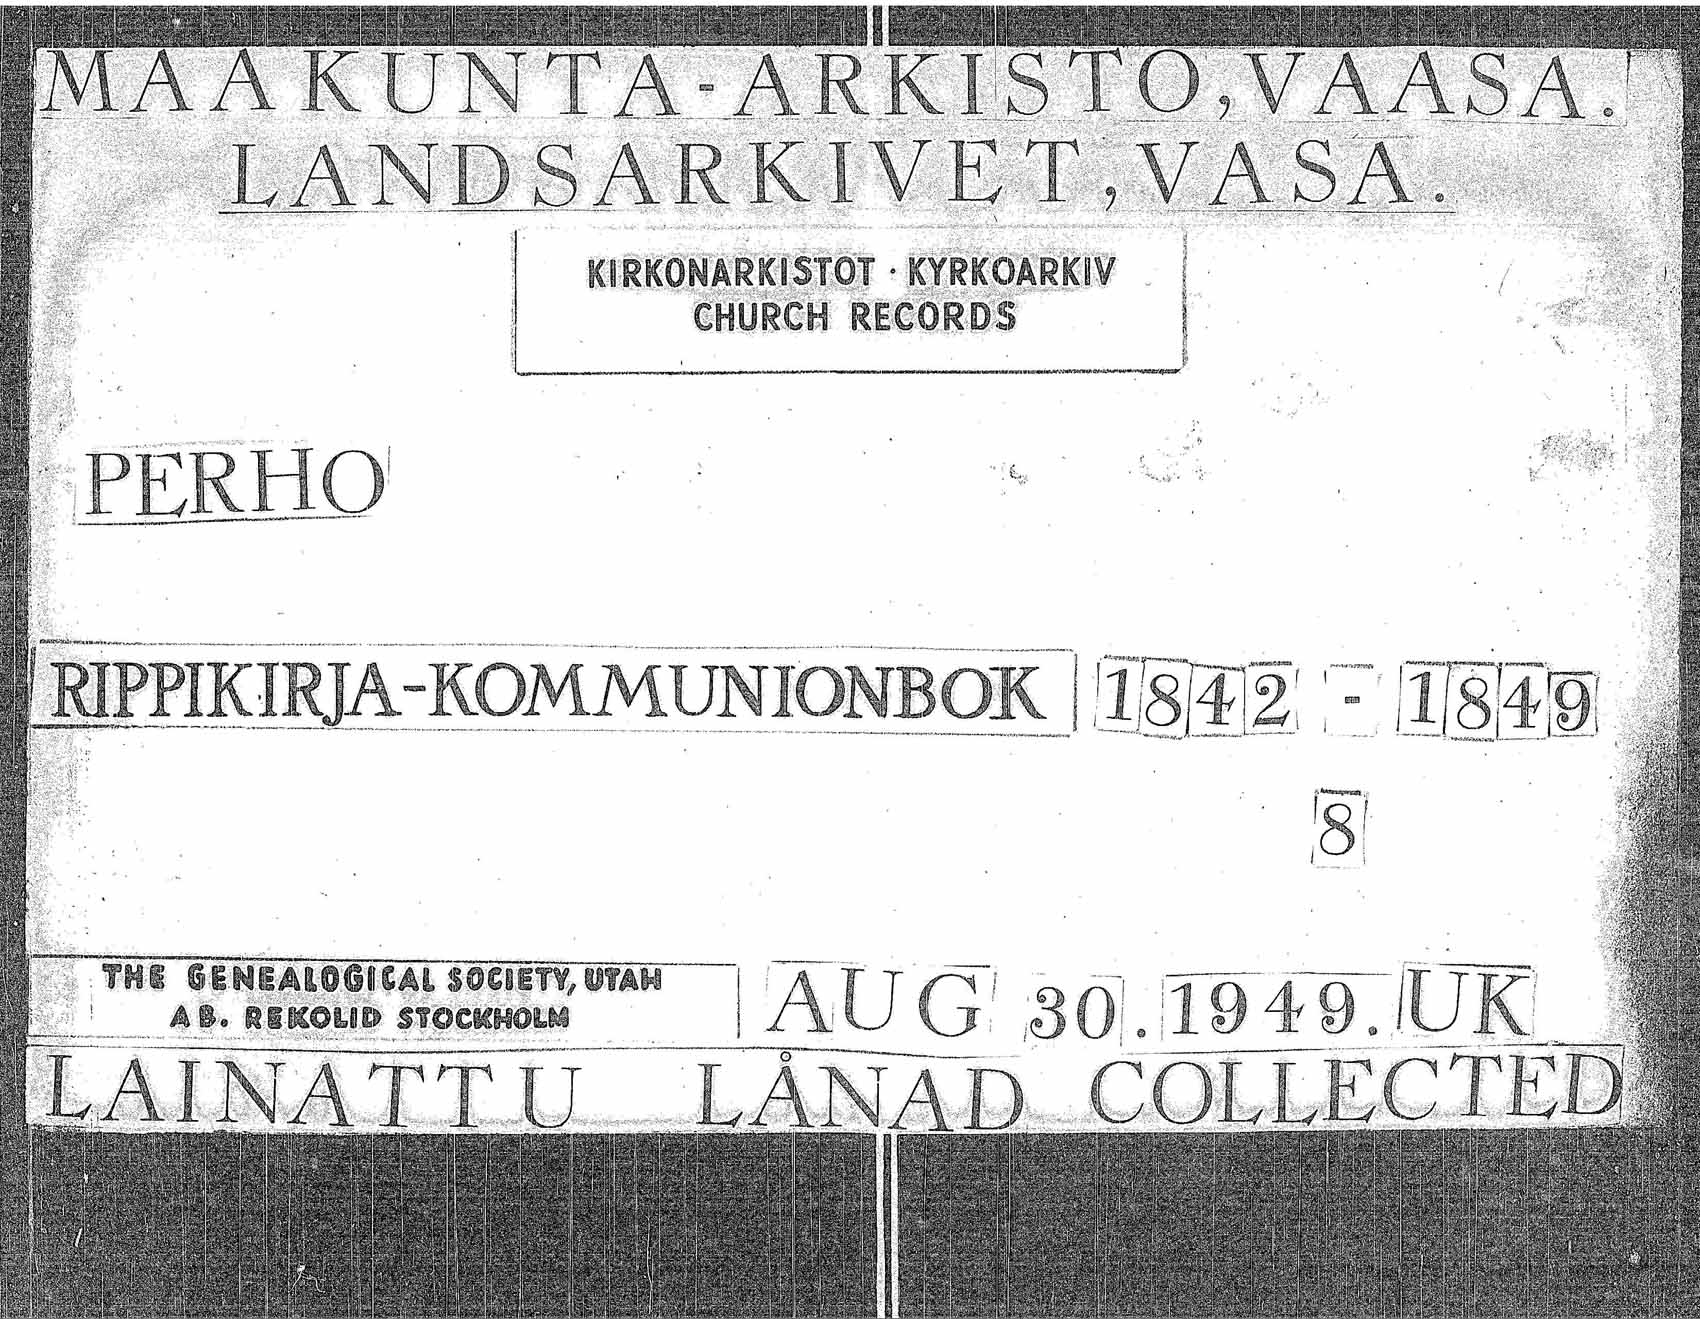 MAAKUNTA-ARKISTO, VAASA.
LANDSARKIVET, VASA.
KIRKONARKISTOT · KYRKOARKIV
CHURCH RECORDS
PERHO
RIPPIKIRJA-KOMMUNIONBOK 1842 - 1849
8
THE GENEALOGICAL SOCIETY, UTAH
AB. REKOLID STOCKHOLM
AUG 30. 1949. UK
LAINATTU LÅNAD COLLECTED